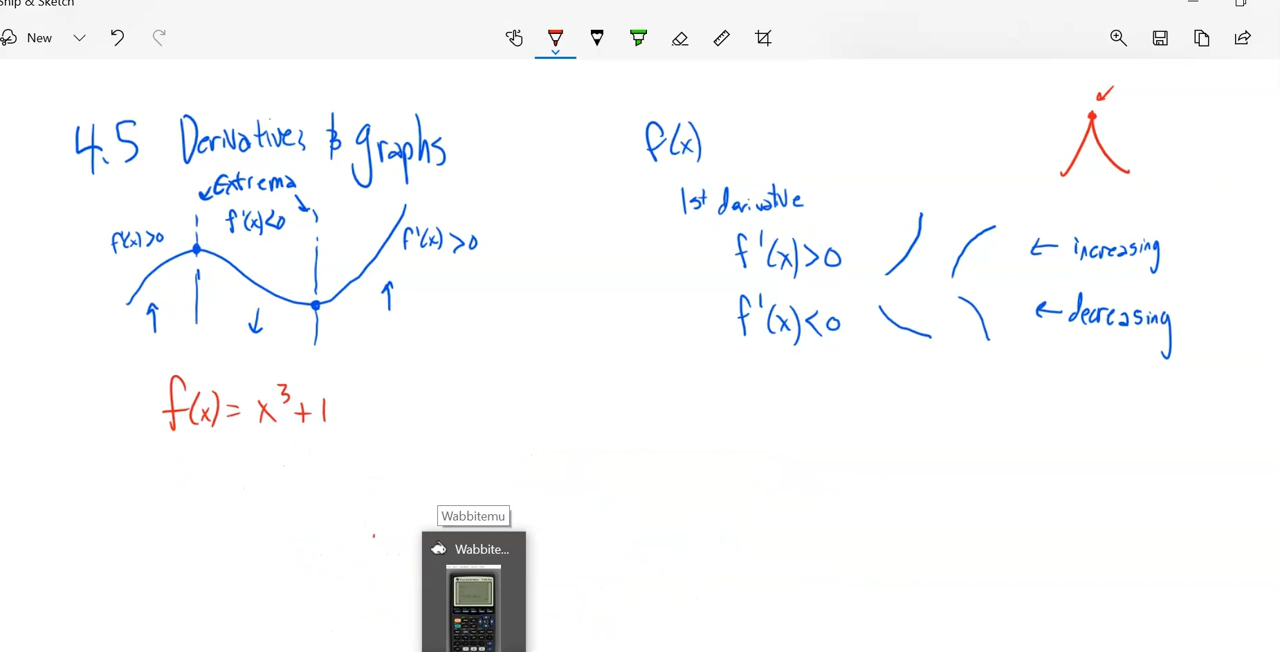 Snip & Sketch
New
4.5 Derivatives & graphs
Extrema
f'(x)>0
f'(x)<0
f'(x)>0
f(x) = x³+1
f(x)
1st derivative
f'(x)>0 ← increasing
f'(x)<0 ← decreasing
Wabbitemu
Wabbite...